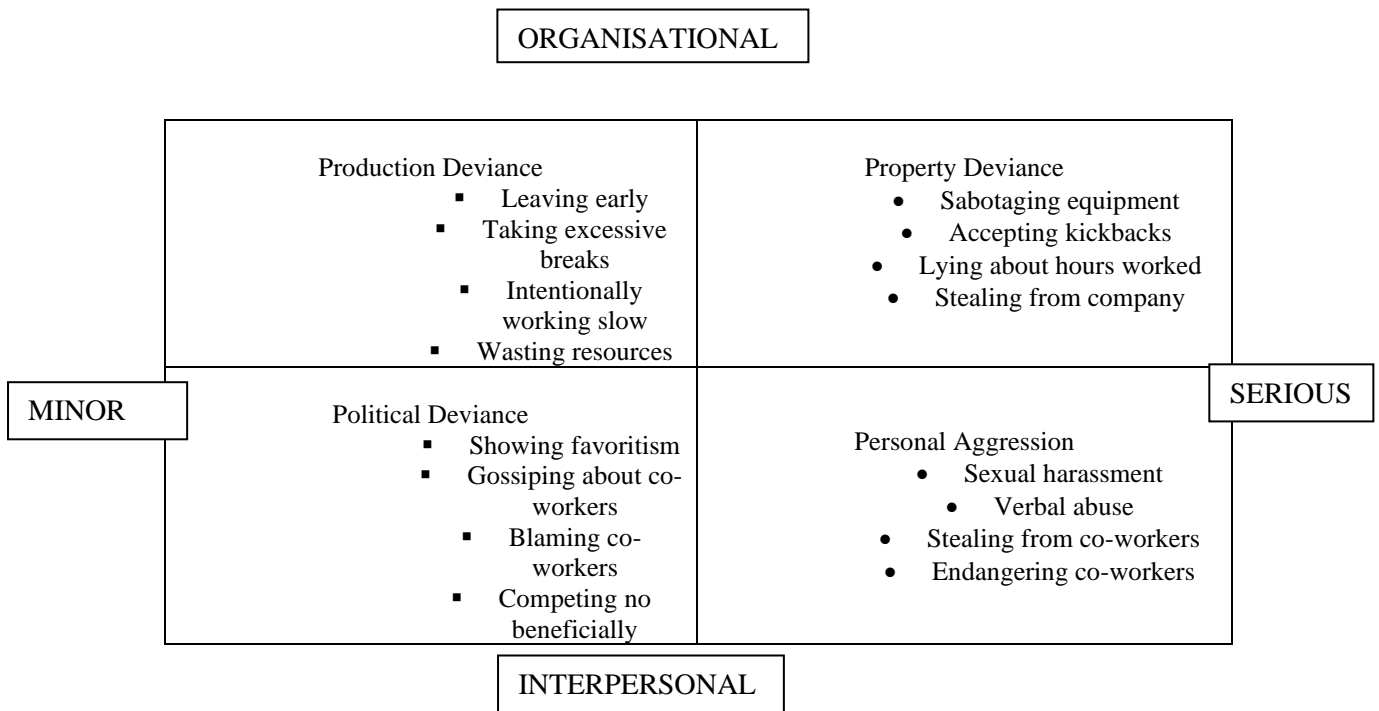 ORGANISATIONAL
Production Deviance
▪ Leaving early
▪ Taking excessive
breaks
▪ Intentionally
working slow
▪ Wasting resources
Property Deviance
• Sabotaging equipment
• Accepting kickbacks
• Lying about hours worked
• Stealing from company
MINOR
SERIOUS
Political Deviance
▪ Showing favoritism
▪ Gossiping about co-
workers
▪ Blaming co-
workers
▪ Competing no
beneficially
Personal Aggression
• Sexual harassment
• Verbal abuse
• Stealing from co-workers
• Endangering co-workers
INTERPERSONAL